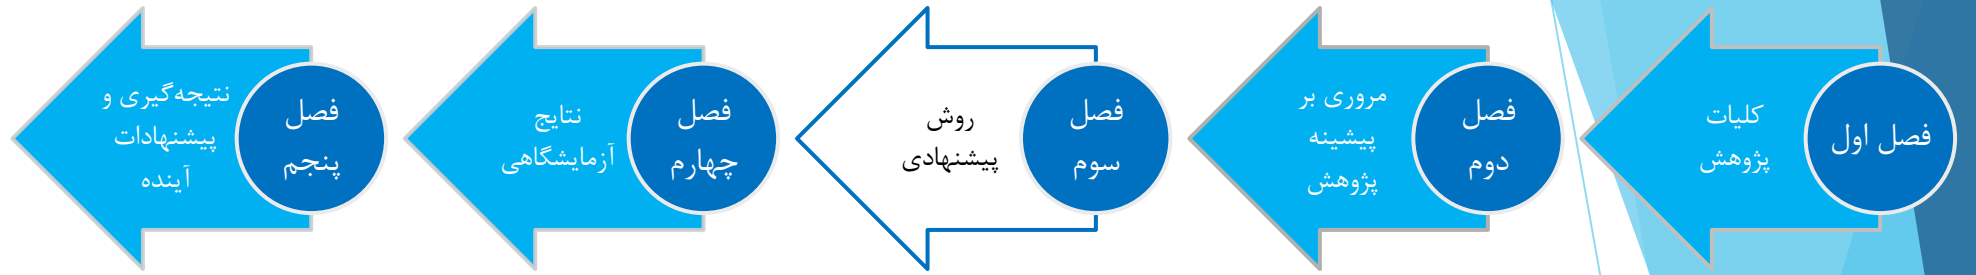 فصل اول
کلیات
پژوهش
فصل
دوم
مروری بر
پیشینه
پژوهش
فصل
سوم
روش
پیشنهادی
فصل
چهارم
نتایج
آزمایشگاهی
فصل
پنجم
نتیجه‌گیری و
پیشنهادات
آینده